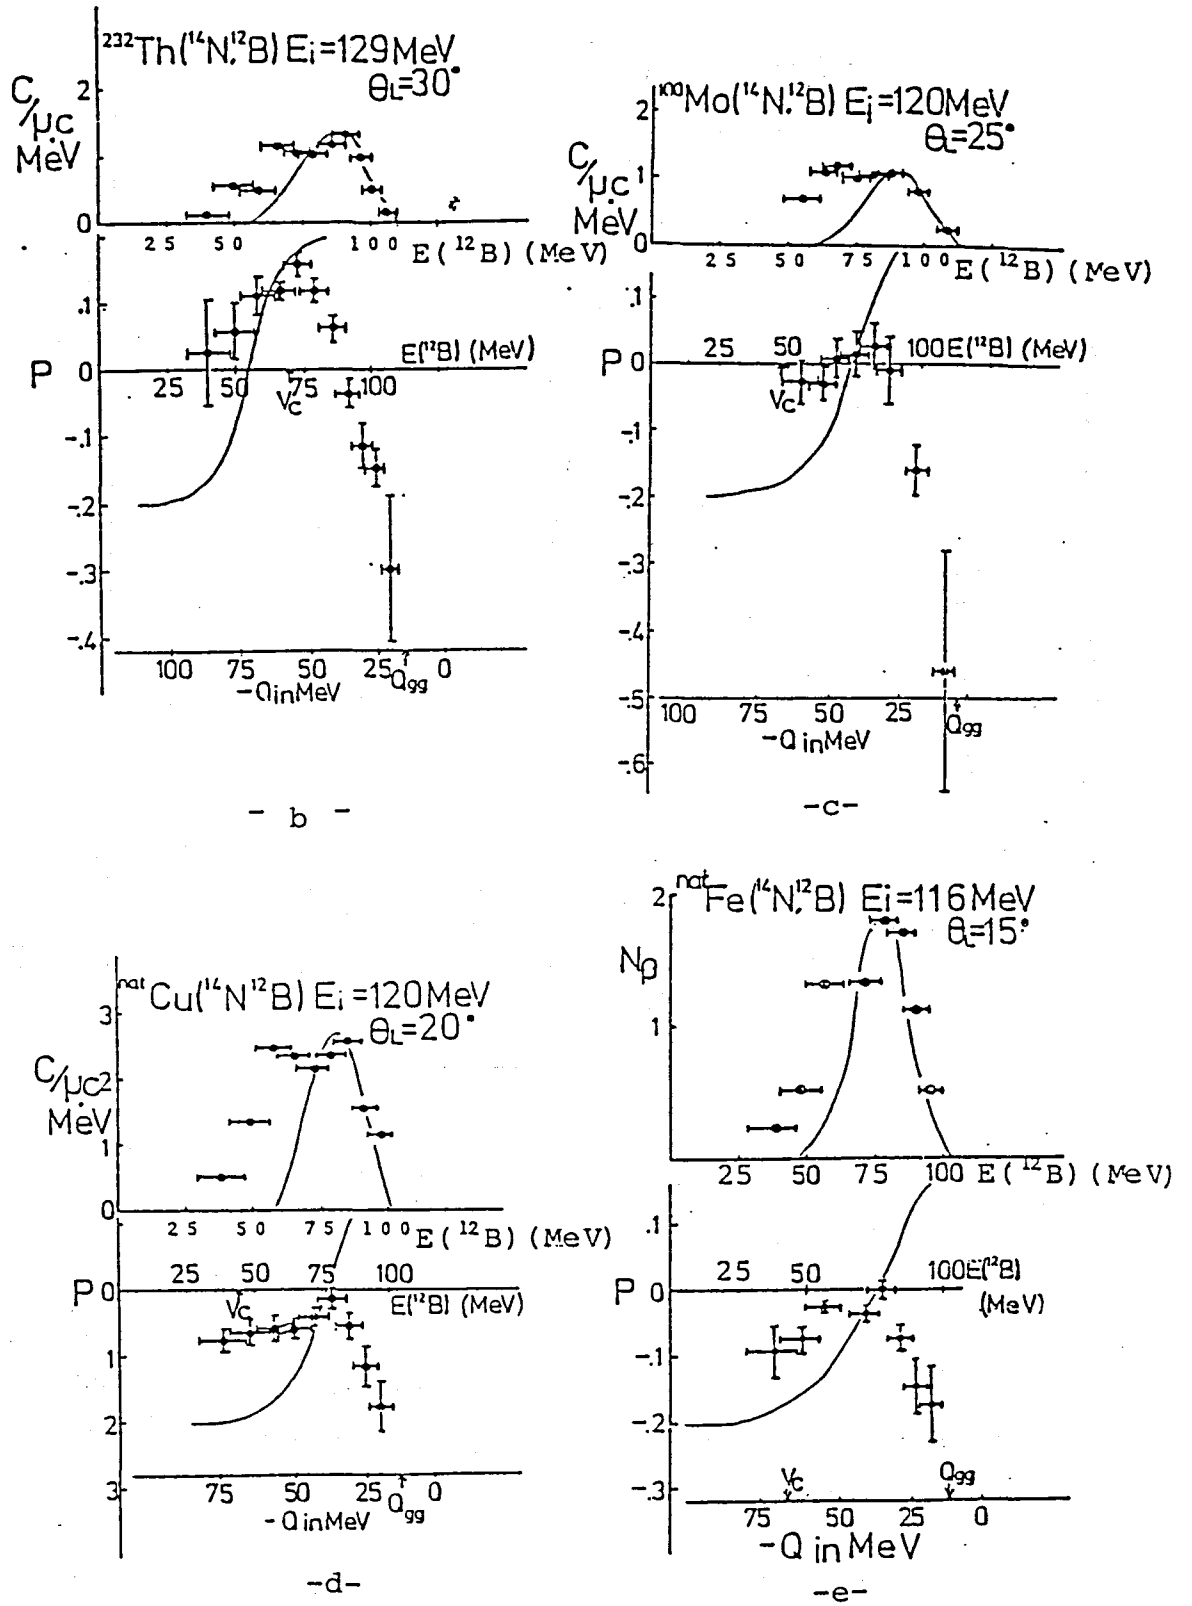 ²³²Th(¹⁴N,¹²B) Ei=129MeV
θL=30°
C/μc
MeV
2
1
0
25 50 100 E(¹²B) (MeV)
.1
P 0
E(¹²B) (MeV)
25 50 75 100
Vc
-.1
-.2
-.3
-.4
100 75 50 25 Qgg 0
-Q in MeV
- b -
¹⁰⁰Mo(¹⁴N,¹²B) Ei=120MeV
θL=25°
C/μc
MeV
2
1
0
25 50 75 100 E(¹²B) (MeV)
.1
P 0
25 50 100 E(¹²B) (MeV)
Vc
-.1
-.2
-.3
-.4
-.5
100 75 50 25 Qgg
-Q in MeV
-.6
-c-
natCu(¹⁴N¹²B) Ei=120MeV
θL=20°
C/μc
MeV
3
2
1
0
25 50 75 100 E(¹²B) (MeV)
25 50 75 100
P 0
Vc E(¹²B) (MeV)
1
2
3
75 50 25 Qgg 0
-Q in MeV
-d-
natFe(¹⁴N,¹²B) Ei=116MeV
θL=15°
Nβ
2
1
25 50 75 100 E(¹²B) (MeV)
.1
25 50 100E(¹²B)
P 0
(MeV)
-.1
-.2
-.3
Vc Qgg
75 50 25 0
-Q in MeV
-e-